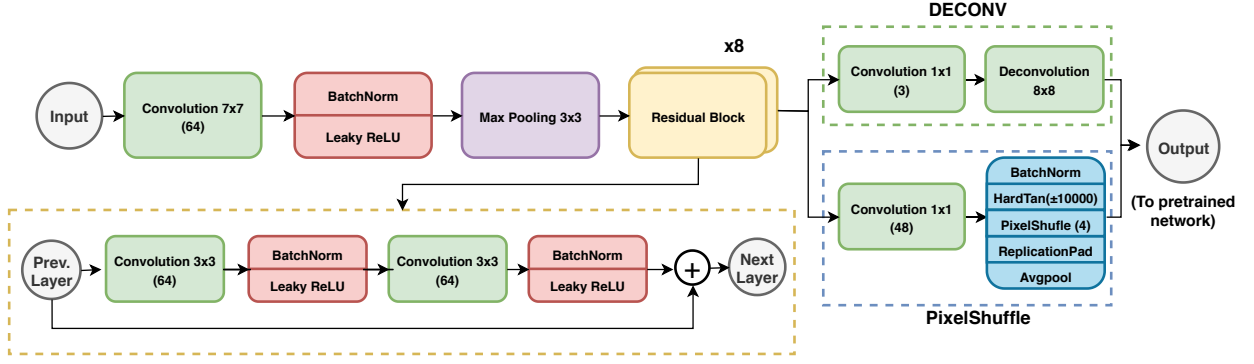 DECONV
x8
Input
Convolution 7x7
(64)
BatchNorm
Leaky ReLU
Max Pooling 3x3
Residual Block
Convolution 1x1
(3)
Deconvolution
8x8
Output
(To pretrained
network)
Convolution 1x1
(48)
BatchNorm
HardTan(±10000)
PixelShufle (4)
ReplicationPad
Avgpool
PixelShuffle
Prev.
Layer
Convolution 3x3
(64)
BatchNorm
Leaky ReLU
Convolution 3x3
(64)
BatchNorm
Leaky ReLU
+
Next
Layer